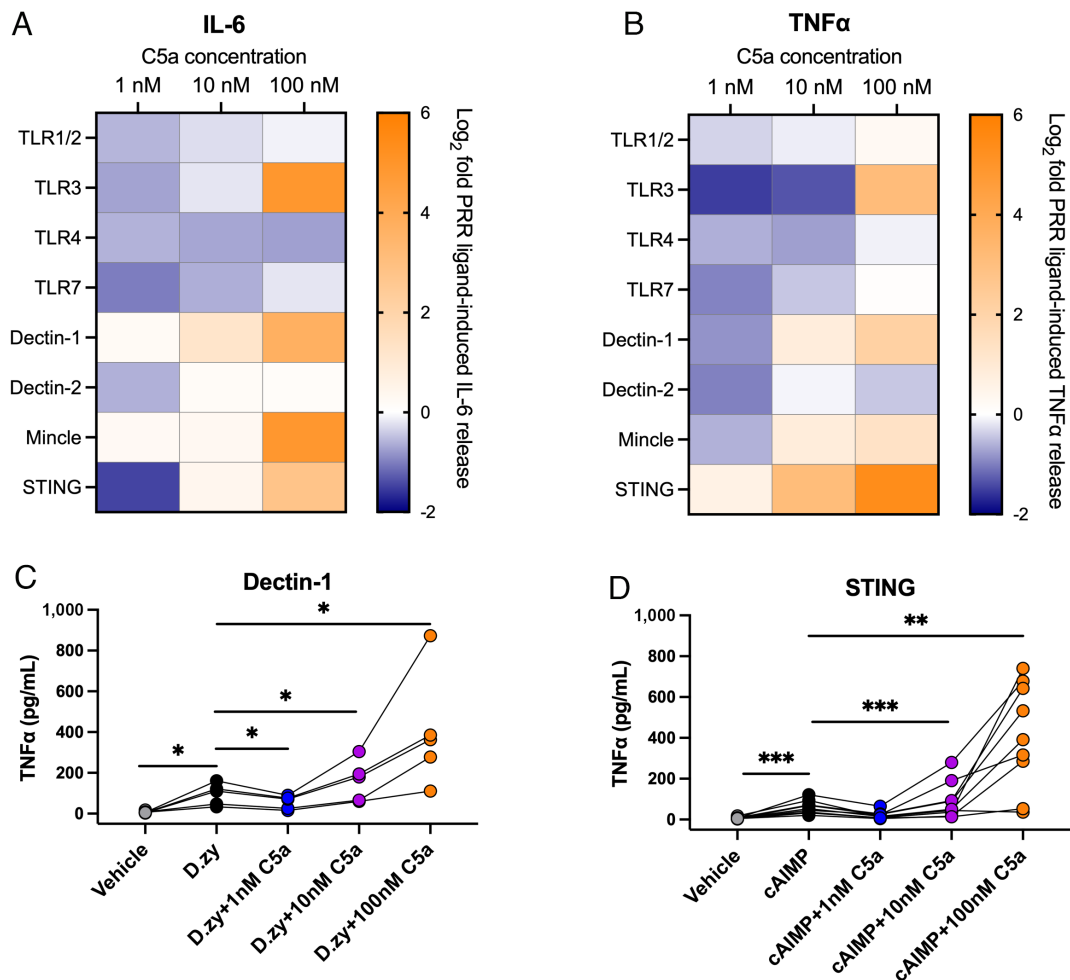 A
IL-6
C5a concentration
1 nM 10 nM 100 nM
TLR1/2
TLR3
TLR4
TLR7
Dectin-1
Dectin-2
Mincle
STING
6
4
2
0
-2
Log2 fold PRR ligand-induced IL-6 release
B
TNFα
C5a concentration
1 nM 10 nM 100 nM
TLR1/2
TLR3
TLR4
TLR7
Dectin-1
Dectin-2
Mincle
STING
6
4
2
0
-2
Log2 fold PRR ligand-induced TNFα release
C
Dectin-1
TNFα (pg/mL)
1,000
800
600
400
200
0
*
*
*
*
Vehicle
D.zy
D.zy+1nM C5a
D.zy+10nM C5a
D.zy+100nM C5a
D
STING
TNFα (pg/mL)
1,000
800
600
400
200
0
**
***
***
Vehicle
cAIMP
cAIMP+1nM C5a
cAIMP+10nM C5a
cAIMP+100nM C5a